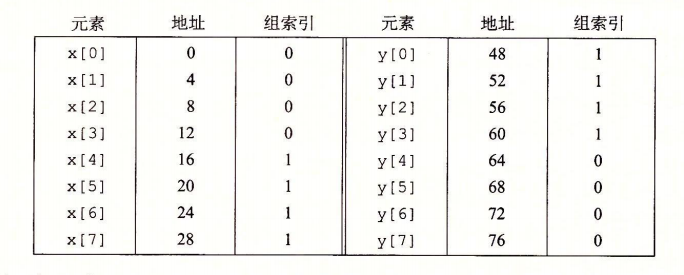 元素 地址 组索引 元素 地址 组索引
x[0] 0 0 y[0] 48 1
x[1] 4 0 y[1] 52 1
x[2] 8 0 y[2] 56 1
x[3] 12 0 y[3] 60 1
x[4] 16 1 y[4] 64 0
x[5] 20 1 y[5] 68 0
x[6] 24 1 y[6] 72 0
x[7] 28 1 y[7] 76 0